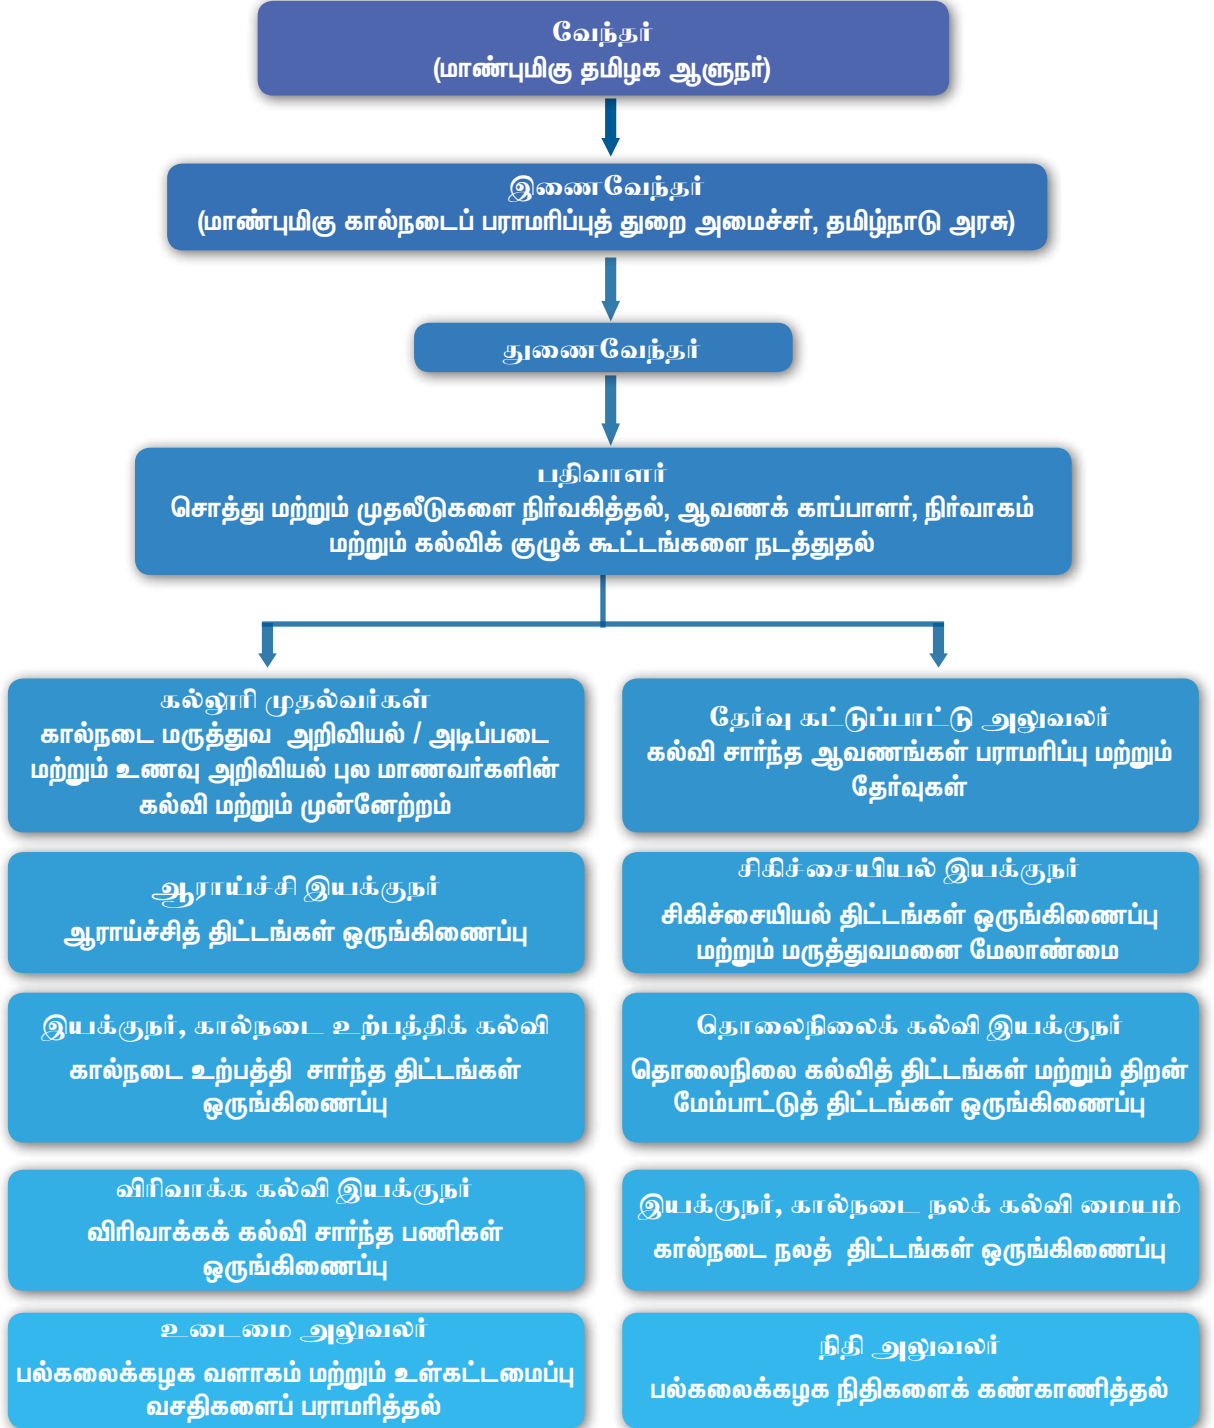 வேந்தர்
(மாண்புமிகு தமிழக ஆளுநர்)
இணைவேந்தர்
(மாண்புமிகு கால்நடைப் பராமரிப்புத் துறை அமைச்சர், தமிழ்நாடு அரசு)
துணைவேந்தர்
பதிவாளர்
சொத்து மற்றும் முதலீடுகளை நிர்வகித்தல், ஆவணக் காப்பாளர், நிர்வாகம்
மற்றும் கல்விக் குழுக் கூட்டங்களை நடத்துதல்
கல்லூரி முதல்வர்கள்
கால்நடை மருத்துவ அறிவியல் / அடிப்படை
மற்றும் உணவு அறிவியல் புல மாணவர்களின்
கல்வி மற்றும் முன்னேற்றம்
தேர்வு கட்டுப்பாட்டு அலுவலர்
கல்வி சார்ந்த ஆவணங்கள் பராமரிப்பு மற்றும்
தேர்வுகள்
ஆராய்ச்சி இயக்குநர்
ஆராய்ச்சித் திட்டங்கள் ஒருங்கிணைப்பு
சிகிச்சையியல் இயக்குநர்
சிகிச்சையியல் திட்டங்கள் ஒருங்கிணைப்பு
மற்றும் மருத்துவமனை மேலாண்மை
இயக்குநர், கால்நடை உற்பத்திக் கல்வி
கால்நடை உற்பத்தி சார்ந்த திட்டங்கள்
ஒருங்கிணைப்பு
தொலைநிலைக் கல்வி இயக்குநர்
தொலைநிலை கல்வித் திட்டங்கள் மற்றும் திறன்
மேம்பாட்டுத் திட்டங்கள் ஒருங்கிணைப்பு
விரிவாக்க கல்வி இயக்குநர்
விரிவாக்கக் கல்வி சார்ந்த பணிகள்
ஒருங்கிணைப்பு
இயக்குநர், கால்நடை நலக் கல்வி மையம்
கால்நடை நலத் திட்டங்கள் ஒருங்கிணைப்பு
உடைமை அலுவலர்
பல்கலைக்கழக வளாகம் மற்றும் உள்கட்டமைப்பு
வசதிகளைப் பராமரித்தல்
நிதி அலுவலர்
பல்கலைக்கழக நிதிகளைக் கண்காணித்தல்